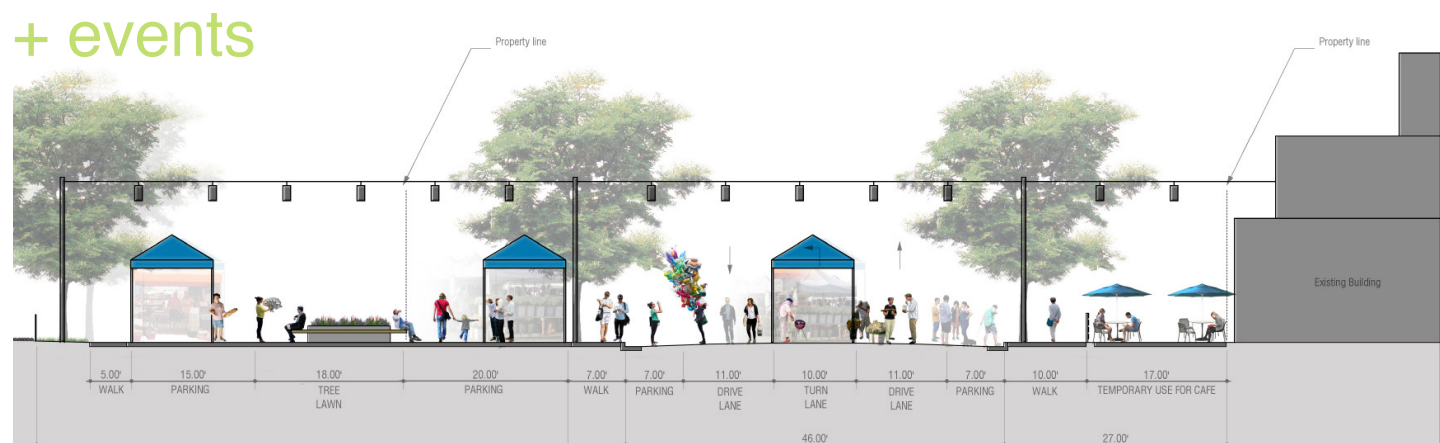 + events
Property line
Property line
Existing Building
5.00' 15.00' 18.00' 20.00' 7.00' 7.00' 11.00' 10.00' 11.00' 7.00' 10.00' 17.00'
WALK PARKING TREE PARKING WALK PARKING DRIVE TURN DRIVE PARKING WALK TEMPORARY USE FOR CAFE
LAWN LANE LANE LANE
46.00' 27.00'